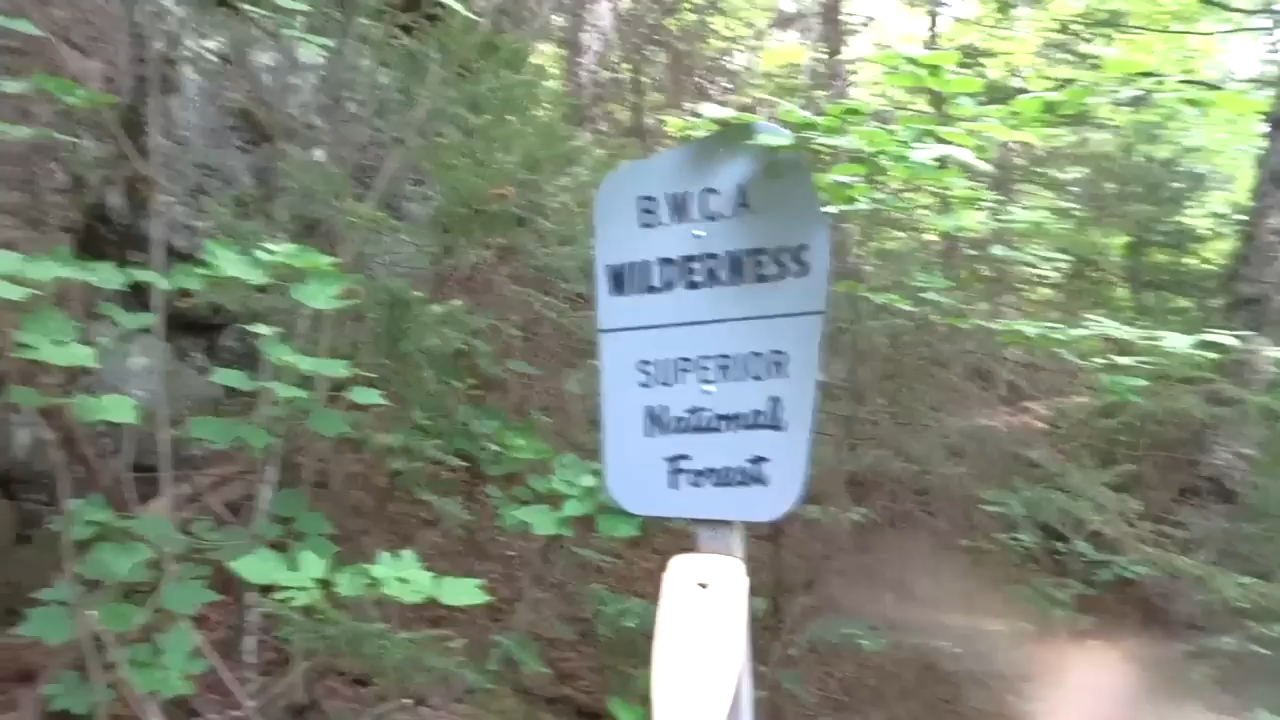 B.W.C.A
WILDERNESS
SUPERIOR
National
Forest